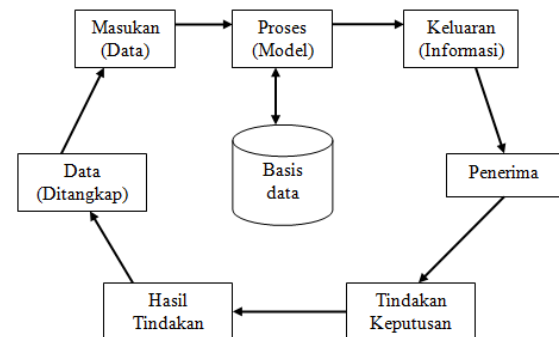 Masukan
(Data)
Proses
(Model)
Keluaran
(Informasi)
Data
(Ditangkap)
Basis
data
Penerima
Hasil
Tindakan
Tindakan
Keputusan